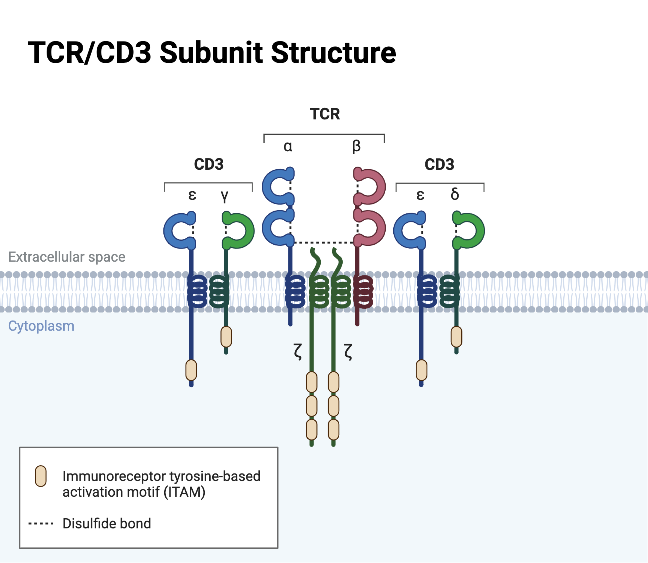 TCR/CD3 Subunit Structure
TCR
α
β
CD3
ε
γ
CD3
ε
δ
Extracellular space
Cytoplasm
ζ
ζ
Immunoreceptor tyrosine-based
activation motif (ITAM)
Disulfide bond